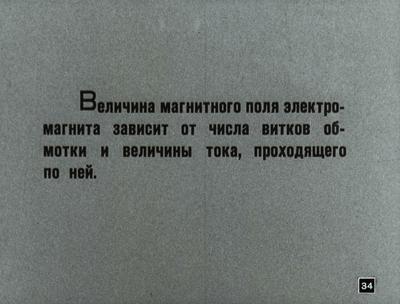 Величина магнитного поля электро-
магнита зависит от числа витков об-
мотки и величины тока, проходящего
по ней.
34